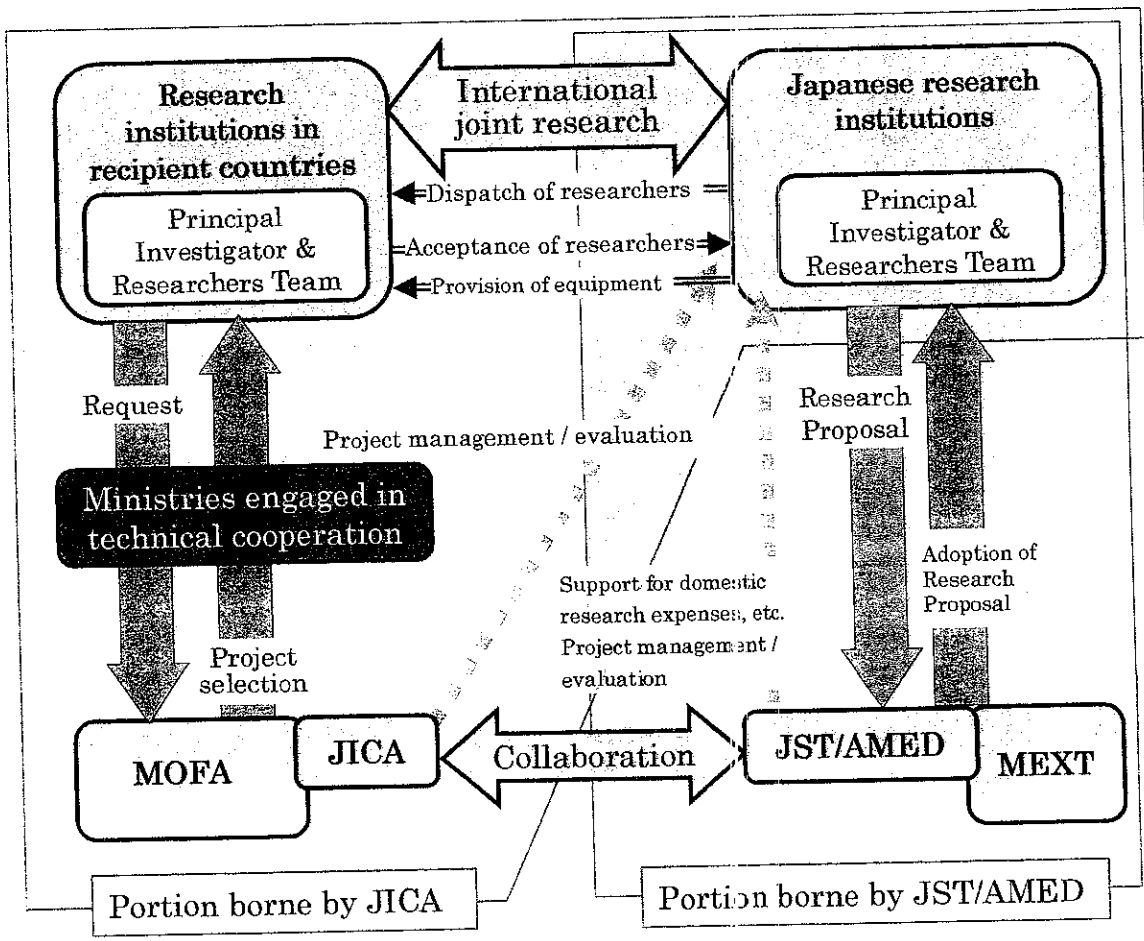 Research
institutions in
recipient countries
Principal
Investigator &
Researchers Team
International
joint research
Japanese research
institutions
Principal
Investigator &
Researchers Team
Dispatch of researchers
Acceptance of researchers
Provision of equipment
Request
Project management / evaluation
Research
Proposal
Ministries engaged in
technical cooperation
Adoption of
Research
Proposal
Support for domestic
research expenses, etc.
Project management /
evaluation
Project
selection
MOFA
JICA
Collaboration
JST/AMED
MEXT
Portion borne by JICA
Portion borne by JST/AMED